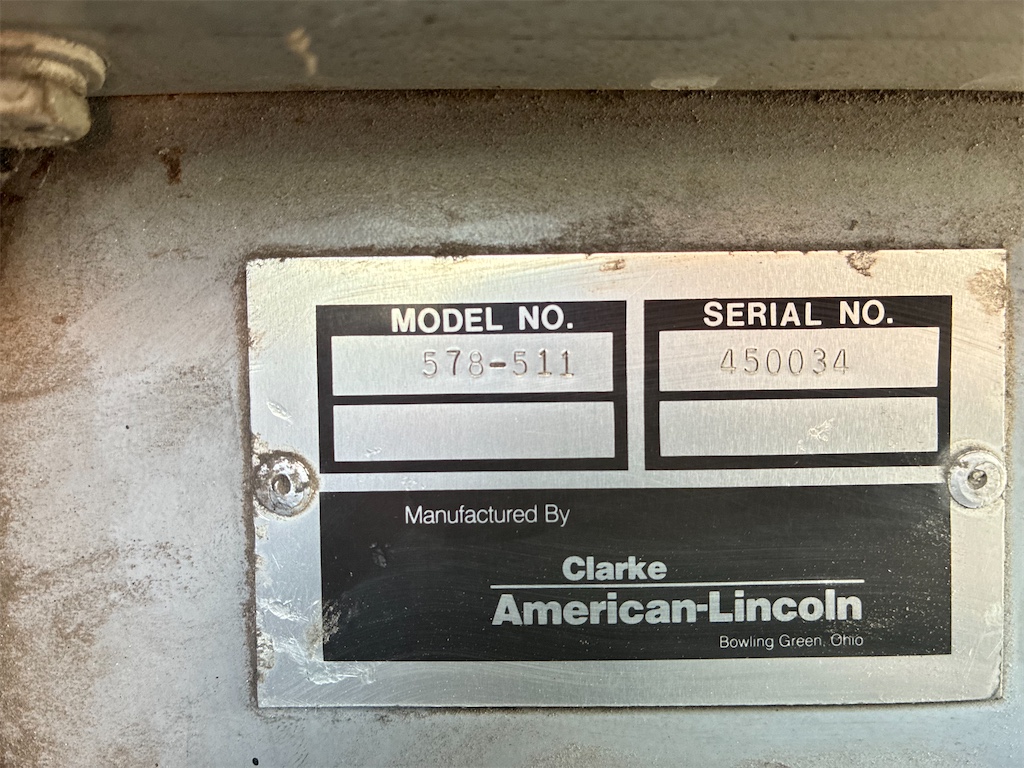 MODEL NO.
578-511
SERIAL NO.
450034
Manufactured By
Clarke
American-Lincoln
Bowling Green, Ohio